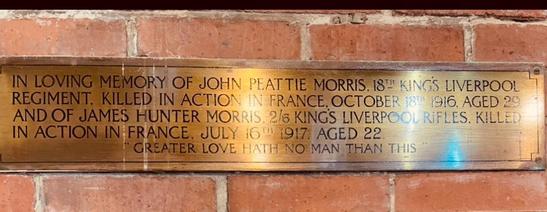 IN LOVING MEMORY OF JOHN PEATTIE MORRIS, 18TH KING'S LIVERPOOL
REGIMENT, KILLED IN ACTION IN FRANCE, OCTOBER 18TH 1916, AGED 29
AND OF JAMES HUNTER MORRIS, 2/6 KING'S LIVERPOOL RIFLES, KILLED
IN ACTION IN FRANCE, JULY 16TH 1917, AGED 22
"GREATER LOVE HATH NO MAN THAN THIS